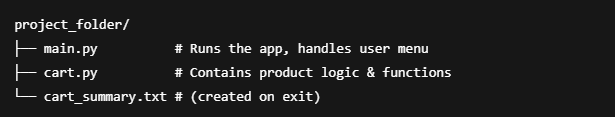 project_folder/
├── main.py           # Runs the app, handles user menu
├── cart.py           # Contains product logic & functions
└── cart_summary.txt # (created on exit)